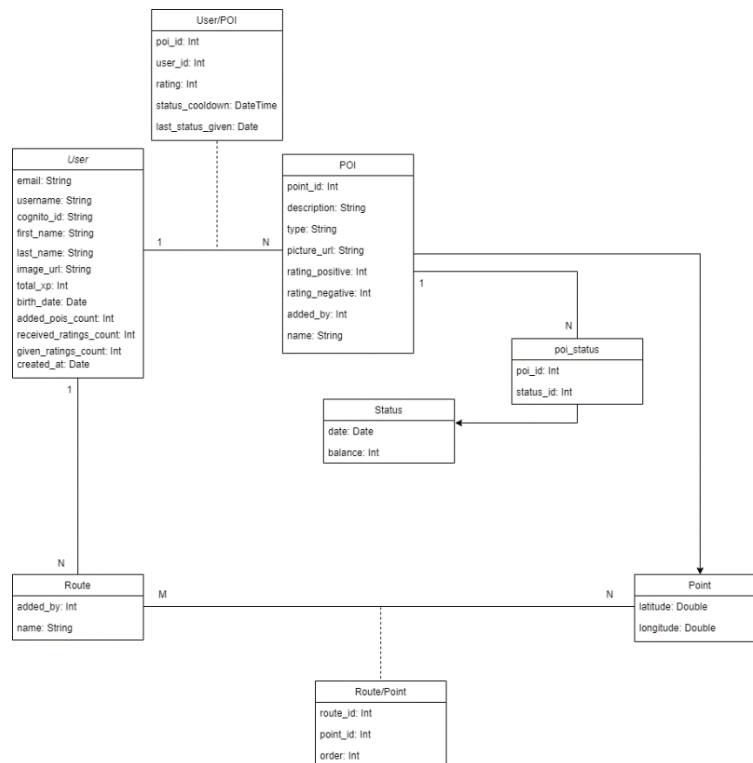 User/POI
poi_id: Int
user_id: Int
rating: Int
status_cooldown: DateTime
last_status_given: Date
User
email: String
username: String
cognito_id: String
first_name: String
last_name: String
image_url: String
total_xp: Int
birth_date: Date
added_pois_count: Int
received_ratings_count: Int
given_ratings_count: Int
created_at: Date
1
N
POI
point_id: Int
description: String
type: String
picture_url: String
rating_positive: Int
rating_negative: Int
added_by: Int
name: String
1
N
poi_status
poi_id: Int
status_id: Int
Status
date: Date
balance: Int
1
N
Route
added_by: Int
name: String
M
N
Point
latitude: Double
longitude: Double
Route/Point
route_id: Int
point_id: Int
order: Int